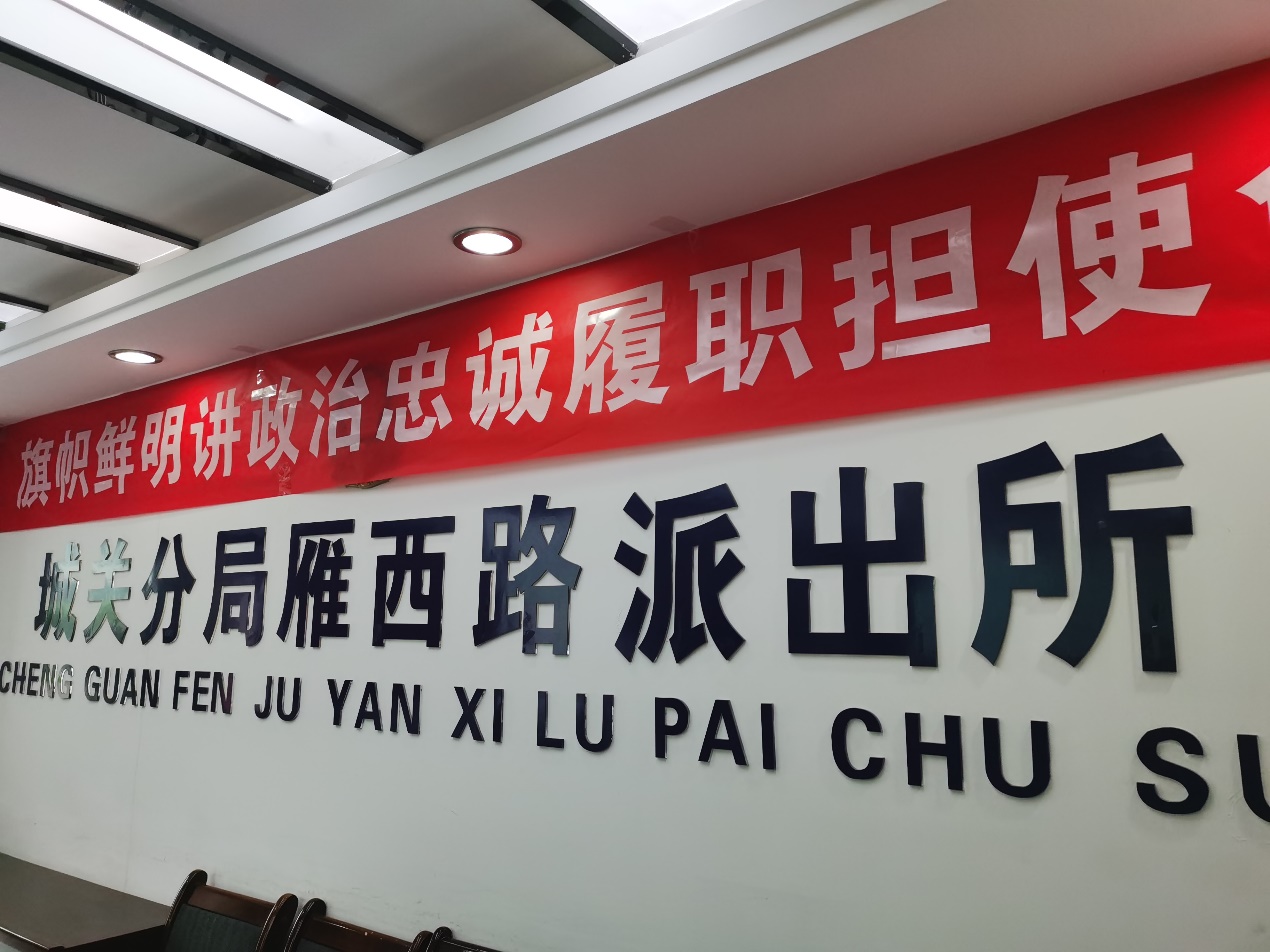 旗帜鲜明讲政治忠诚履职担使
城关分局雁西路派出所
CHENG GUAN FEN JU YAN XI LU PAI CHU SU